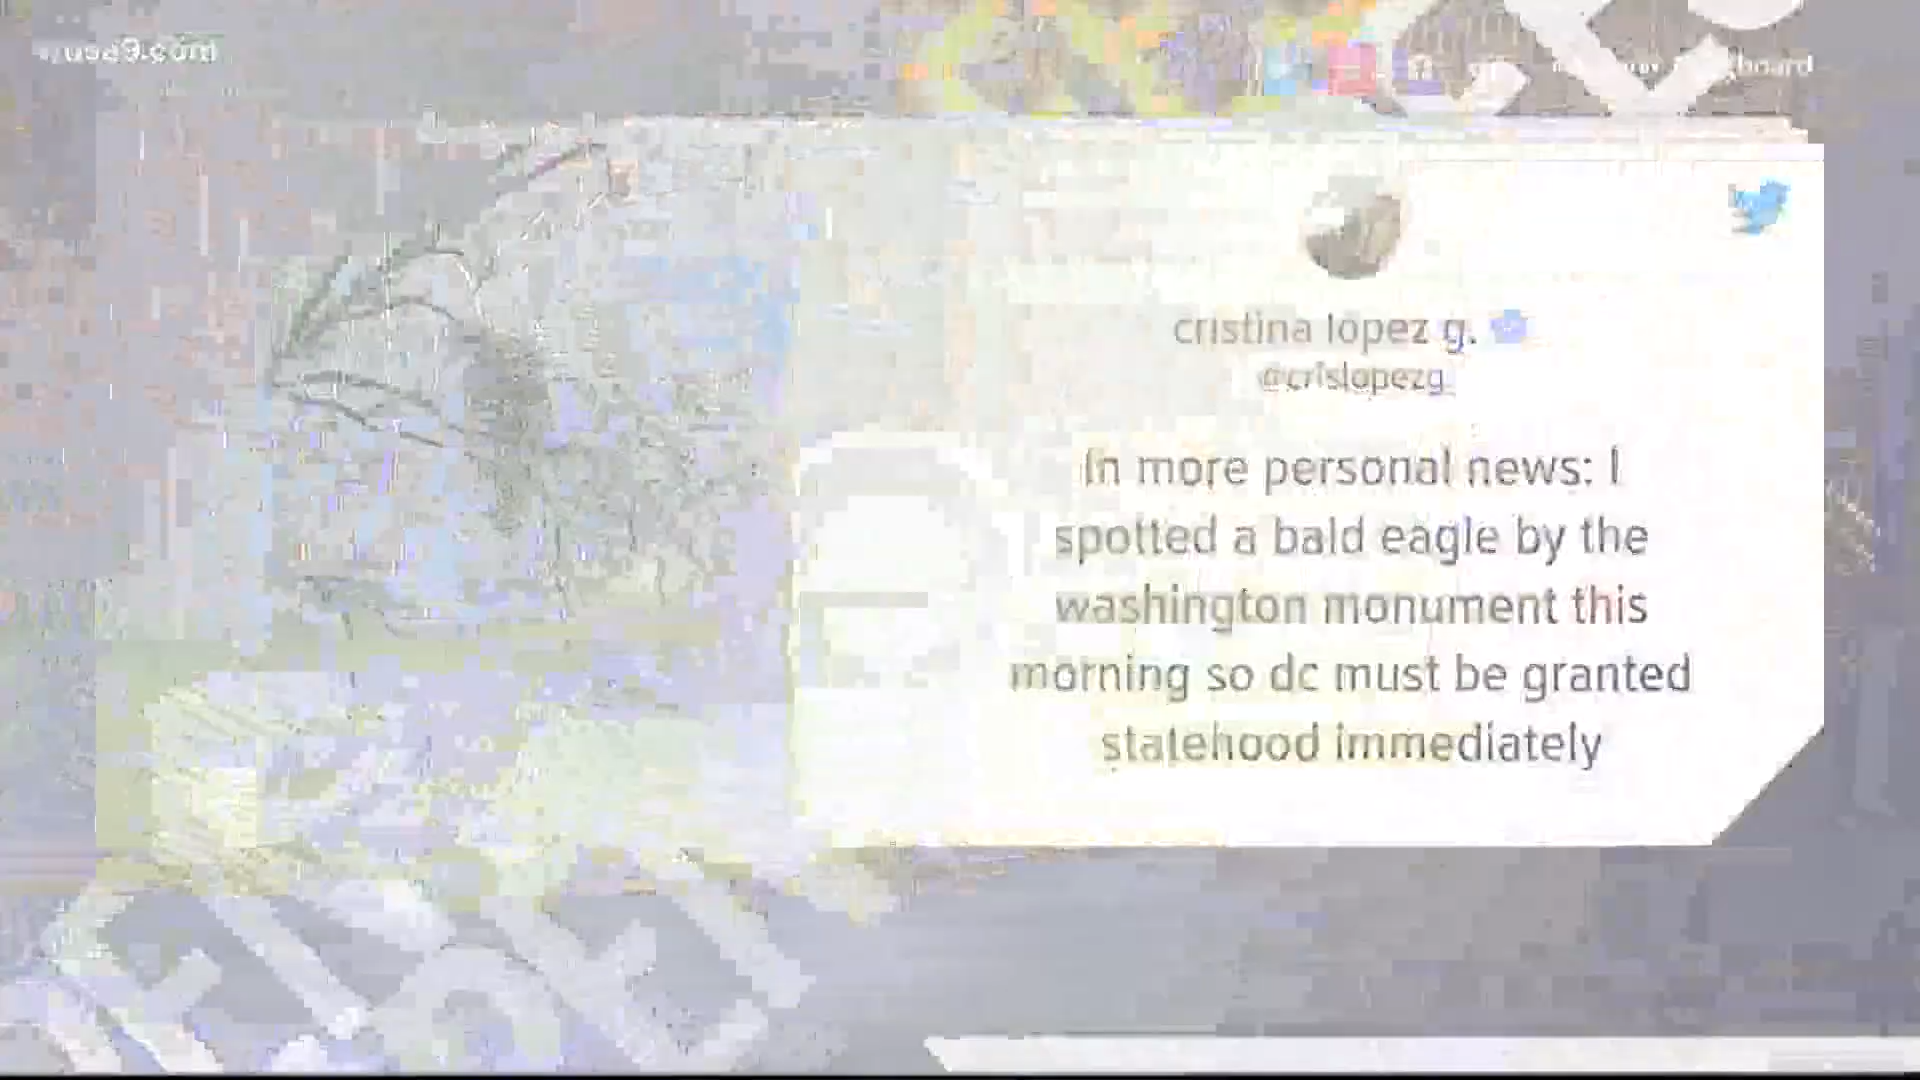 wusa9.com
cristina lopez g.
@crislopezg
In more personal news: I
spotted a bald eagle by the
washington monument this
morning so dc must be granted
statehood immediately